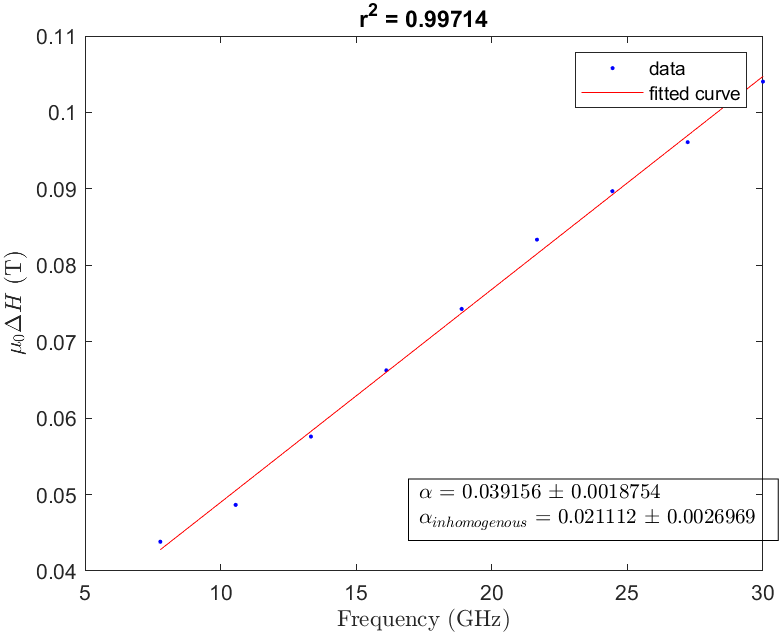 r² = 0.99714
0.11
0.1
0.09
0.08
0.07
0.06
0.05
0.04
μ₀ΔH (T)
data
fitted curve
α = 0.039156 ± 0.0018754
α_inhomogenous = 0.021112 ± 0.0026969
5 10 15 20 25 30
Frequency (GHz)